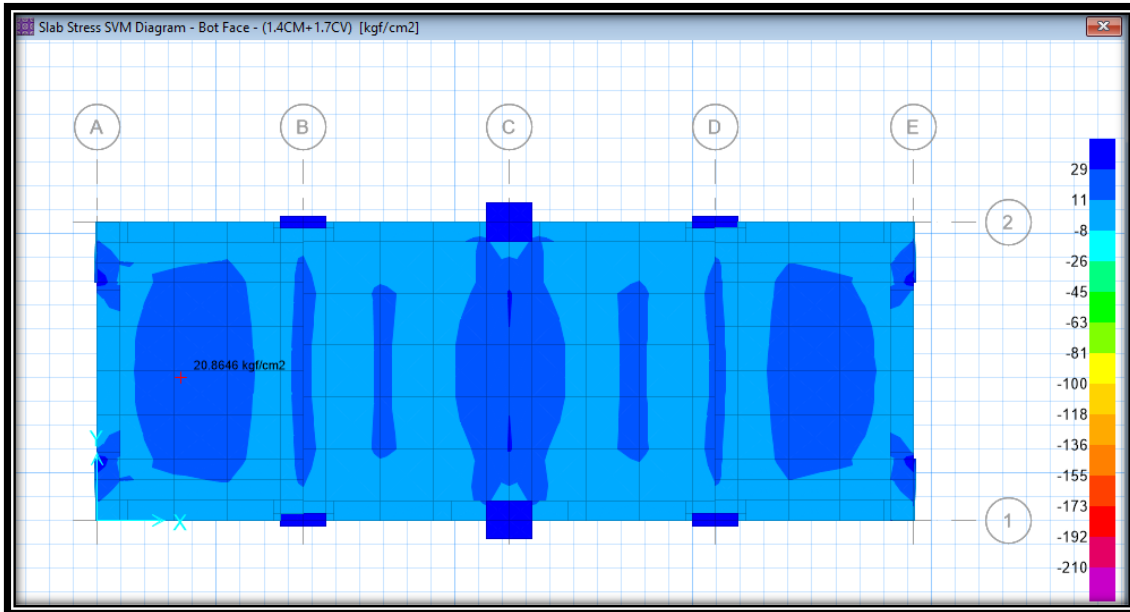 Slab Stress SVM Diagram - Bot Face - (1.4CM+1.7CV) [kgf/cm2]
A
B
C
D
E
29
11
-8
-26
-45
-63
-81
-100
-118
-136
-155
-173
-192
-210
2
20.8646 kgf/cm2
Y
X
1